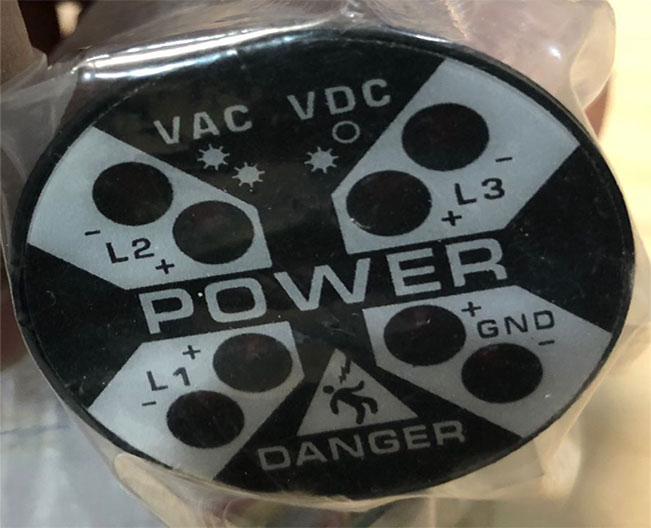 VAC VDC
-
L2
+
-
L3
+
POWER
+
L1
-
+
GND
-
DANGER